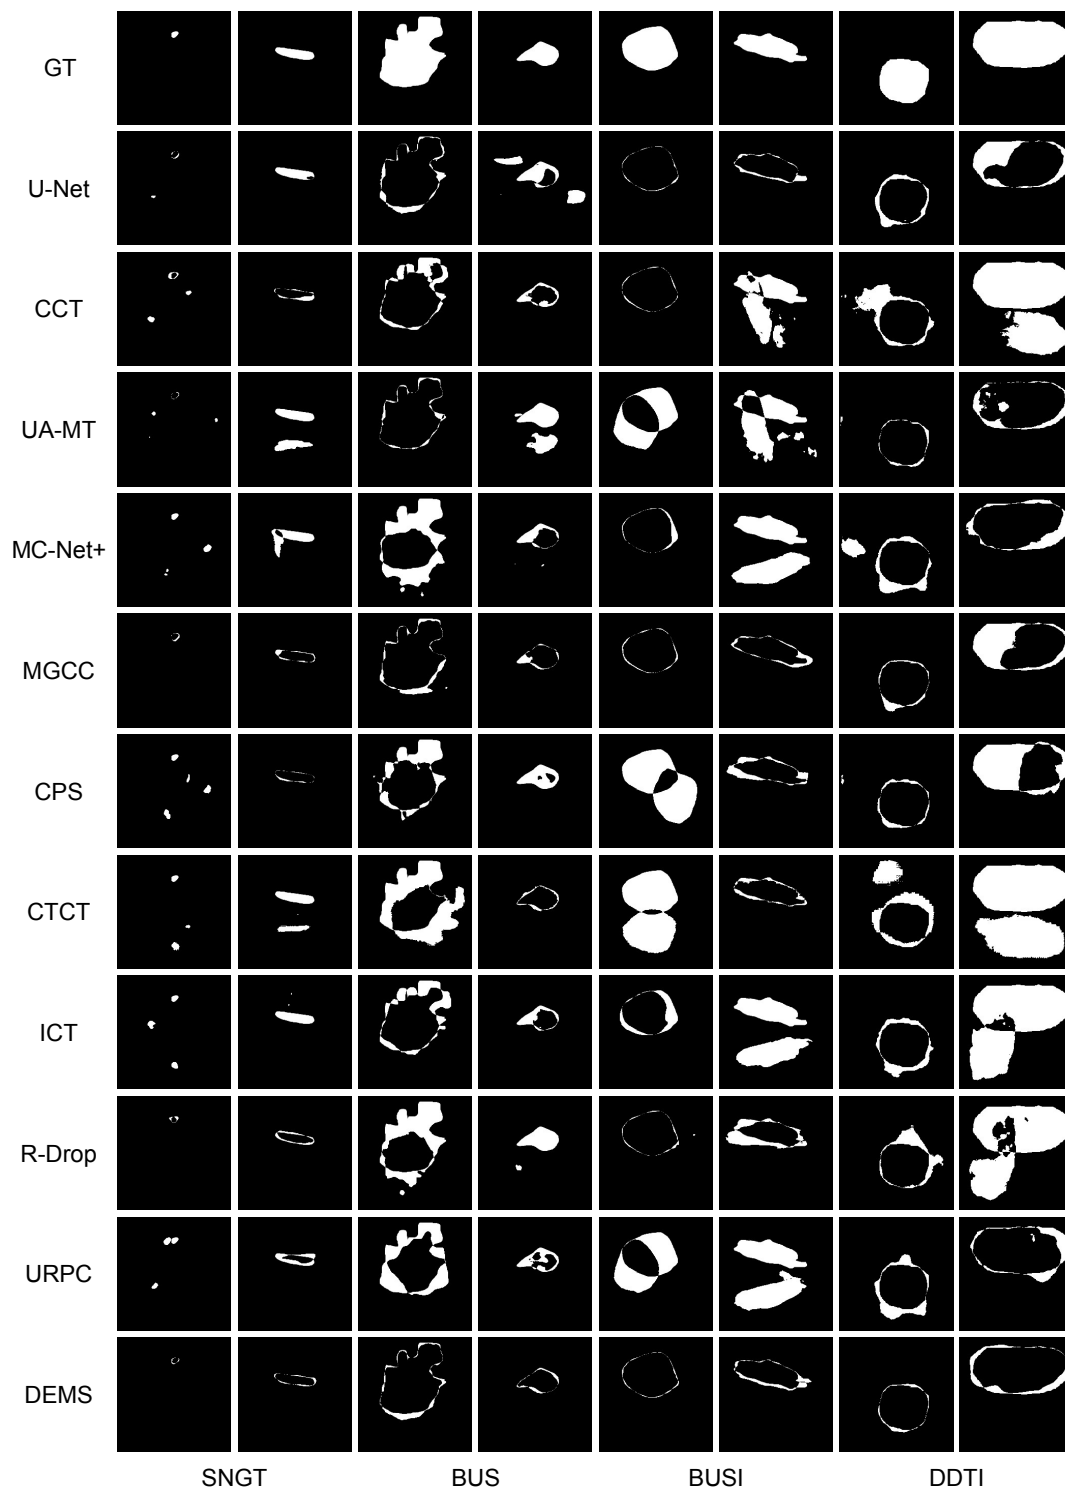 GT
U-Net
CCT
UA-MT
MC-Net+
MGCC
CPS
CTCT
ICT
R-Drop
URPC
DEMS
SNGT BUS BUSI DDTI